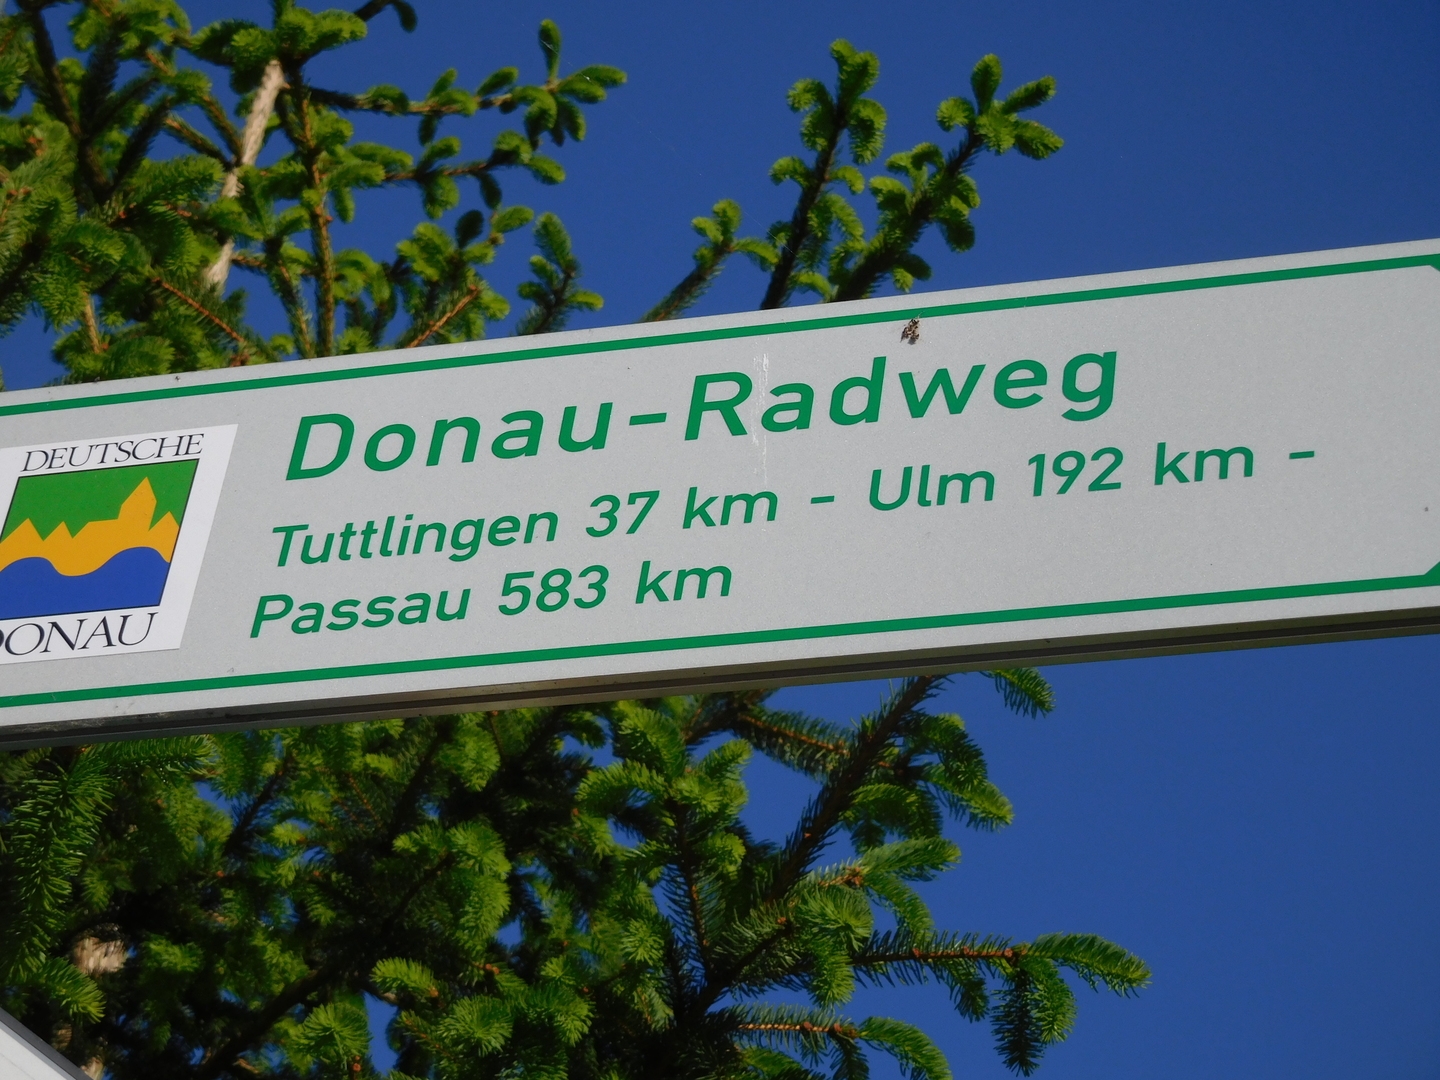 DEUTSCHE
DONAU
Donau-Radweg
Tuttlingen 37 km - Ulm 192 km -
Passau 583 km